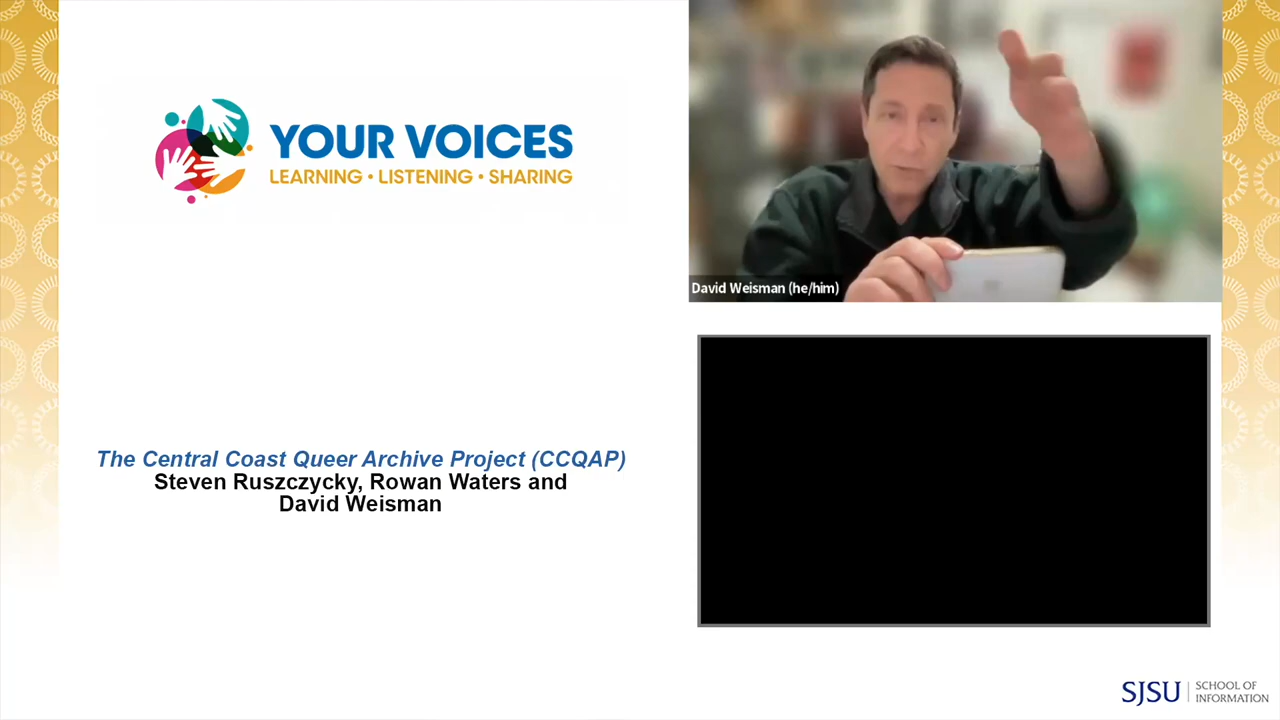 YOUR VOICES
LEARNING • LISTENING • SHARING
David Weisman (he/him)
The Central Coast Queer Archive Project (CCQAP)
Steven Ruszczycky, Rowan Waters and
David Weisman
SJSU
SCHOOL OF
INFORMATION